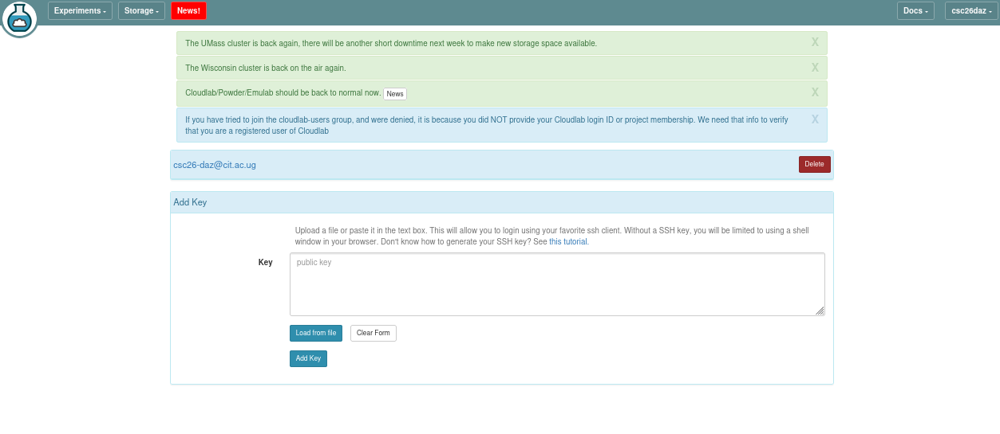 Experiments
Storage
News!
Docs
csc26daz
The UMass cluster is back again, there will be another short downtime next week to make new storage space available.
X
The Wisconsin cluster is back on the air again.
X
Cloudlab/Powder/Emulab should be back to normal now. News
X
If you have tried to join the cloudlab-users group, and were denied, it is because you did NOT provide your Cloudlab login ID or project membership. We need that info to verify
that you are a registered user of Cloudlab
X
csc26-daz@cit.ac.ug
Delete
Add Key
Upload a file or paste it in the text box. This will allow you to login using your favorite ssh client. Without a SSH key, you will be limited to using a shell
window in your browser. Don't know how to generate your SSH key? See this tutorial.
Key
public key
Load from file
Clear Form
Add Key